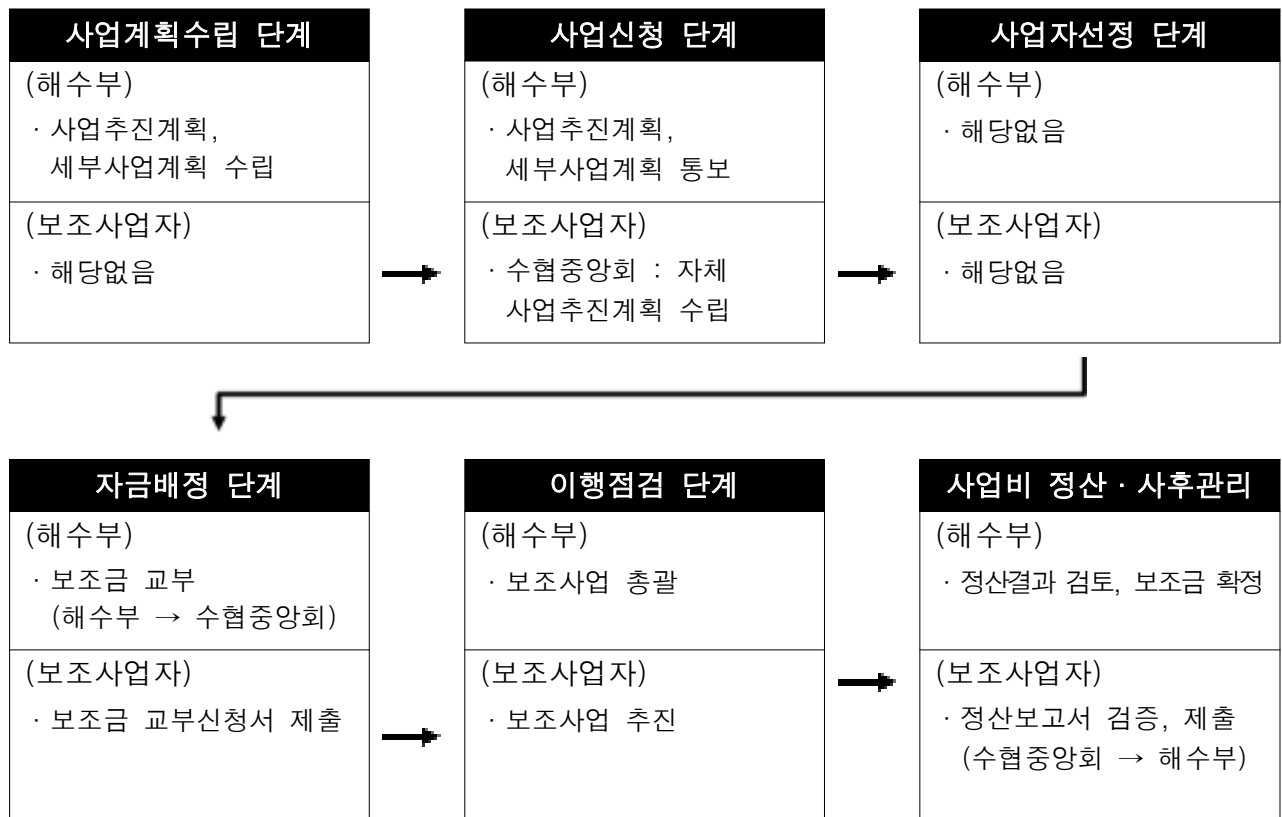 사업계획수립 단계
(해수부)
· 사업추진계획,
세부사업계획 수립
(보조사업자)
· 해당없음
사업신청 단계
(해수부)
· 사업추진계획,
세부사업계획 통보
(보조사업자)
· 수협중앙회 : 자체
사업추진계획 수립
사업자선정 단계
(해수부)
· 해당없음
(보조사업자)
· 해당없음
자금배정 단계
(해수부)
· 보조금 교부
(해수부 → 수협중앙회)
(보조사업자)
· 보조금 교부신청서 제출
이행점검 단계
(해수부)
· 보조사업 총괄
(보조사업자)
· 보조사업 추진
사업비 정산 · 사후관리
(해수부)
· 정산결과 검토, 보조금 확정
(보조사업자)
· 정산보고서 검증, 제출
(수협중앙회 → 해수부)